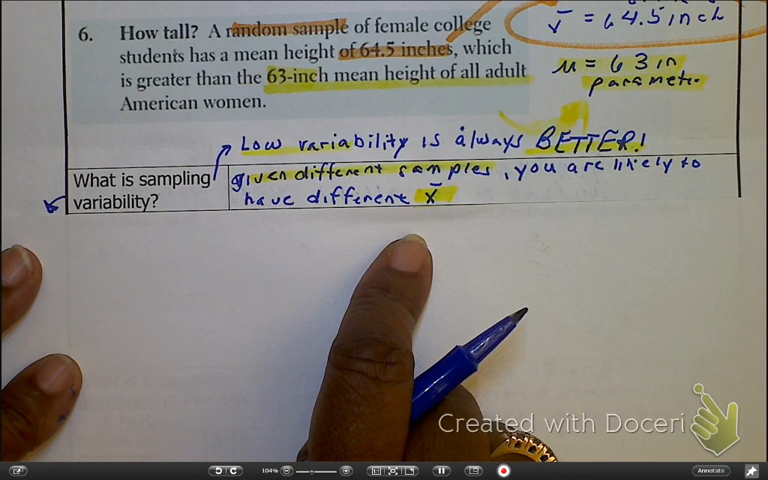 x̄ = 64.5 inch
6. How tall? A random sample of female college
students has a mean height of 64.5 inches, which
is greater than the 63-inch mean height of all adult
American women.
μ = 63 in
parameter
Low variability is always BETTER!
What is sampling
variability?
given different samples, you are likely to
have different x̄
Created with Doceri
104%
Annotate